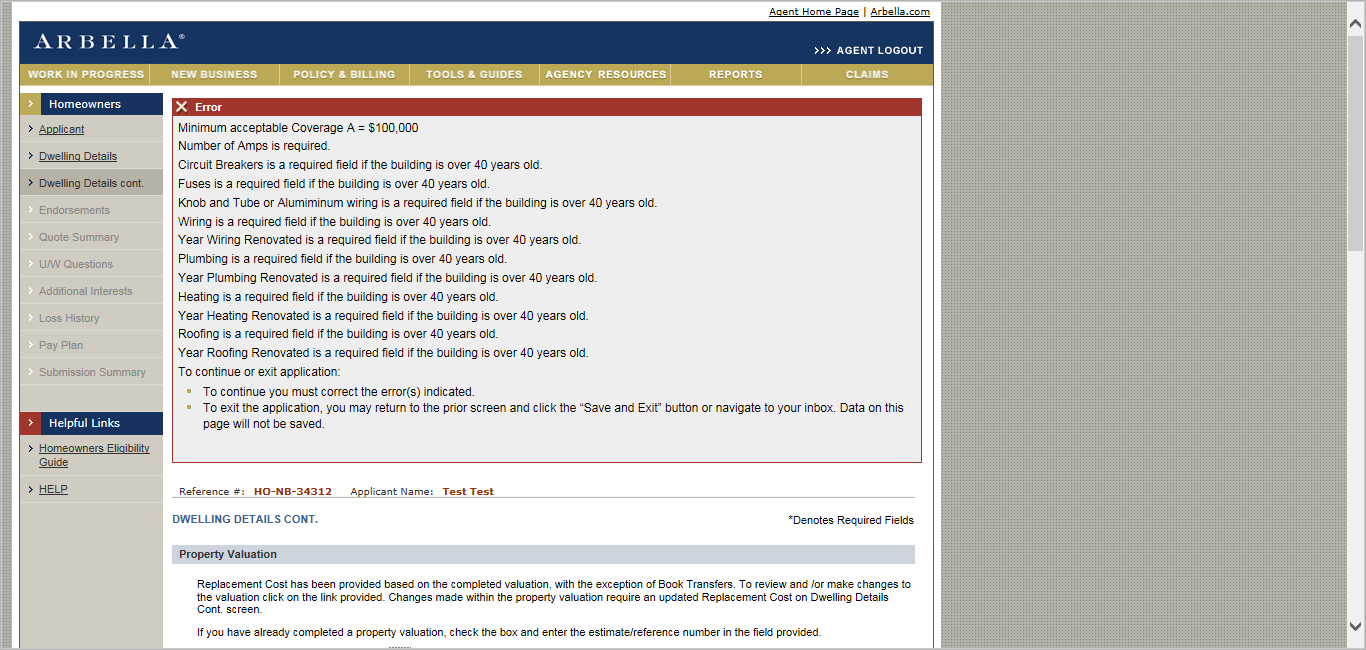 Agent Home Page | Arbella.com
ARBELLA®
>>> AGENT LOGOUT
WORK IN PROGRESS NEW BUSINESS POLICY & BILLING TOOLS & GUIDES AGENCY RESOURCES REPORTS CLAIMS
Homeowners
Applicant
Dwelling Details
Dwelling Details cont.
Endorsements
Quote Summary
U/W Questions
Additional Interests
Loss History
Pay Plan
Submission Summary
Helpful Links
Homeowners Eligibility
Guide
HELP
Error
Minimum acceptable Coverage A = $100,000
Number of Amps is required.
Circuit Breakers is a required field if the building is over 40 years old.
Fuses is a required field if the building is over 40 years old.
Knob and Tube or Alumiminum wiring is a required field if the building is over 40 years old.
Wiring is a required field if the building is over 40 years old.
Year Wiring Renovated is a required field if the building is over 40 years old.
Plumbing is a required field if the building is over 40 years old.
Year Plumbing Renovated is a required field if the building is over 40 years old.
Heating is a required field if the building is over 40 years old.
Year Heating Renovated is a required field if the building is over 40 years old.
Roofing is a required field if the building is over 40 years old.
Year Roofing Renovated is a required field if the building is over 40 years old.
To continue or exit application:
To continue you must correct the error(s) indicated.
To exit the application, you may return to the prior screen and click the “Save and Exit” button or navigate to your inbox. Data on this
page will not be saved.
Reference #: HO-NB-34312 Applicant Name: Test Test
DWELLING DETAILS CONT. *Denotes Required Fields
Property Valuation
Replacement Cost has been provided based on the completed valuation, with the exception of Book Transfers. To review and /or make changes to
the valuation click on the link provided. Changes made within the property valuation require an updated Replacement Cost on Dwelling Details
Cont. screen.
If you have already completed a property valuation, check the box and enter the estimate/reference number in the field provided.